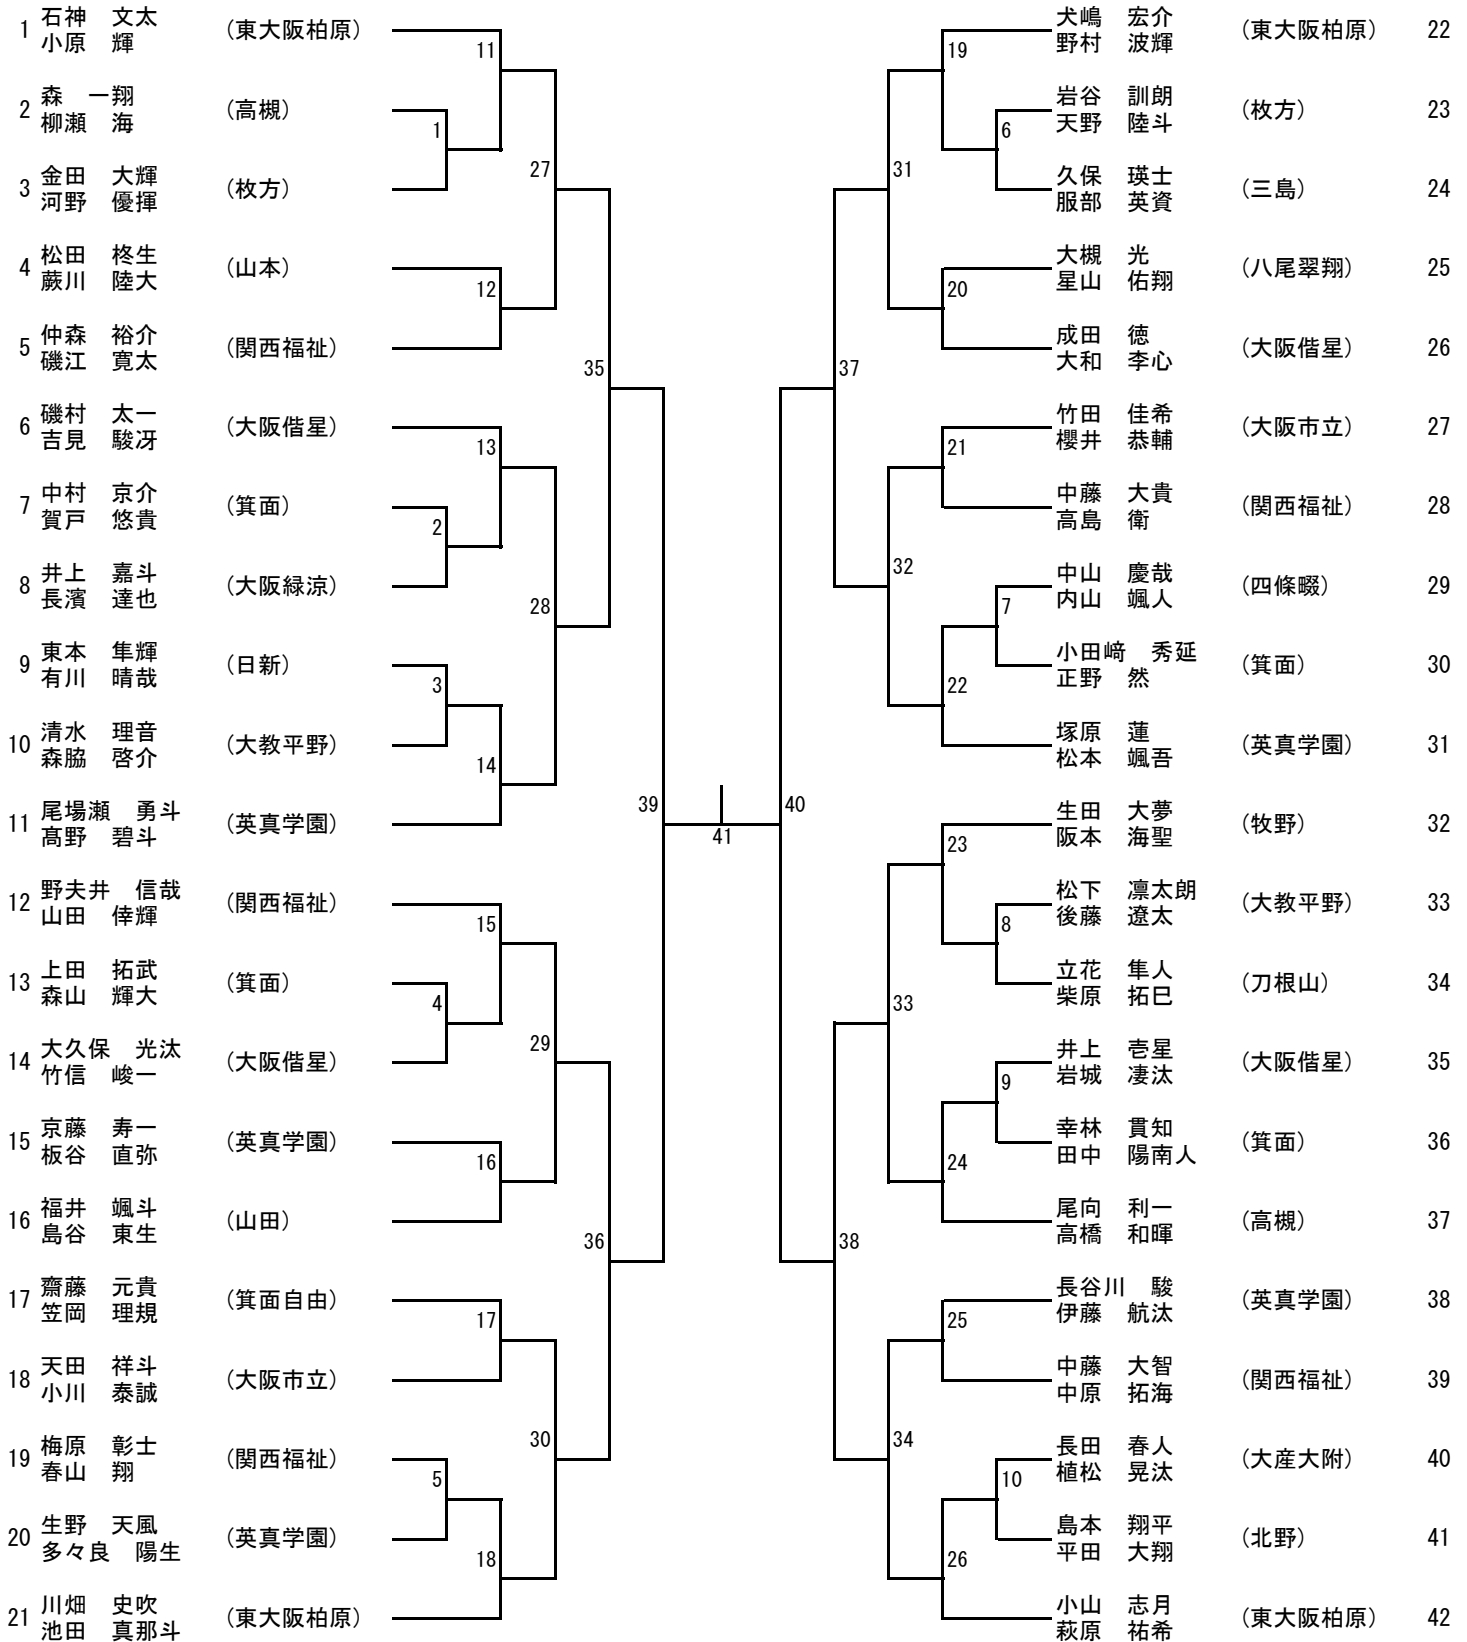 1 石神　文太
小原　輝
（東大阪柏原）
2 森　一翔
柳瀬　海
（高槻）
3 金田　大輝
河野　優揮
（枚方）
4 松田　柊生
蕨川　陸大
（山本）
5 仲森　裕介
磯江　寛太
（関西福祉）
6 磯村　太一
吉見　駿冴
（大阪偕星）
7 中村　京介
賀戸　悠貴
（箕面）
8 井上　嘉斗
長濱　達也
（大阪緑涼）
9 東本　隼輝
有川　晴哉
（日新）
10 清水　理音
森脇　啓介
（大教平野）
11 尾場瀬　勇斗
髙野　碧斗
（英真学園）
12 野夫井　信哉
山田　倖輝
（関西福祉）
13 上田　拓武
森山　輝大
（箕面）
14 大久保　光汰
竹信　峻一
（大阪偕星）
15 京藤　寿一
板谷　直弥
（英真学園）
16 福井　颯斗
島谷　東生
（山田）
17 齋藤　元貴
笠岡　理規
（箕面自由）
18 天田　祥斗
小川　泰誠
（大阪市立）
19 梅原　彰士
春山　翔
（関西福祉）
20 生野　天風
多々良　陽生
（英真学園）
21 川畑　史吹
池田　真那斗
（東大阪柏原）
11
1
27
12
35
13
2
28
3
14
39
15
4
29
16
36
17
30
5
18
41
19
6
31
20
37
21
32
7
22
40
23
8
33
9
24
38
25
34
10
26
犬嶋　宏介
野村　波輝
（東大阪柏原） 22
岩谷　訓朗
天野　陸斗
（枚方） 23
久保　瑛士
服部　英資
（三島） 24
大槻　光
星山　佑翔
（八尾翠翔） 25
成田　徳
大和　李心
（大阪偕星） 26
竹田　佳希
櫻井　恭輔
（大阪市立） 27
中藤　大貴
高島　衛
（関西福祉） 28
中山　慶哉
内山　颯人
（四條畷） 29
小田﨑　秀延
正野　然
（箕面） 30
塚原　蓮
松本　颯吾
（英真学園） 31
生田　大夢
阪本　海聖
（牧野） 32
松下　凛太朗
後藤　遼太
（大教平野） 33
立花　隼人
柴原　拓巳
（刀根山） 34
井上　壱星
岩城　凄汰
（大阪偕星） 35
幸林　貫知
田中　陽南人
（箕面） 36
尾向　利一
高橋　和暉
（高槻） 37
長谷川　駿
伊藤　航汰
（英真学園） 38
中藤　大智
中原　拓海
（関西福祉） 39
長田　春人
植松　晃汰
（大産大附） 40
島本　翔平
平田　大翔
（北野） 41
小山　志月
萩原　祐希
（東大阪柏原） 42